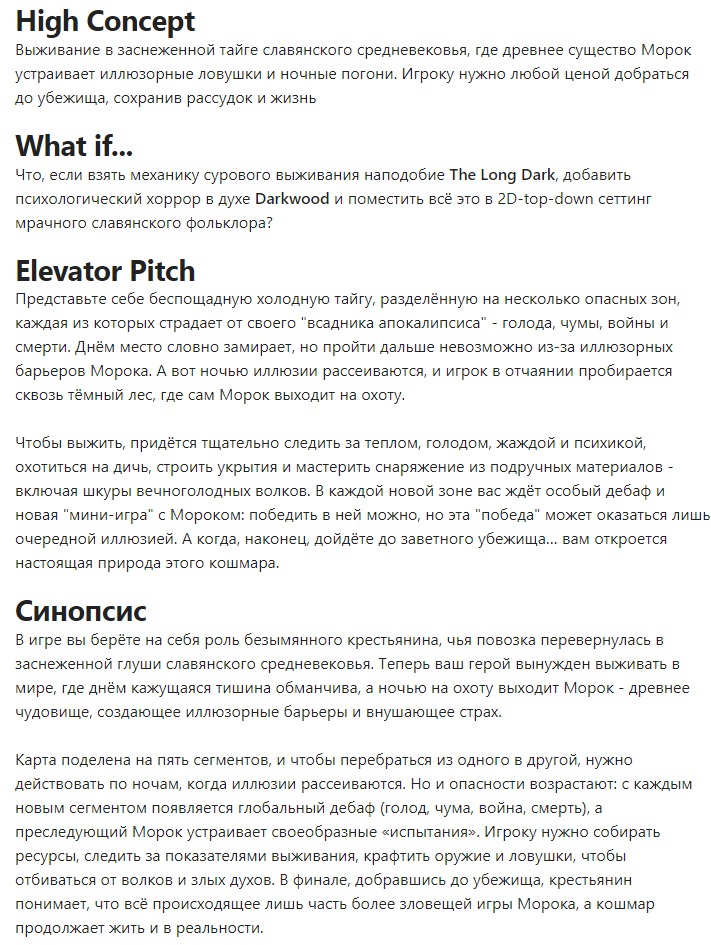 High Concept
Выживание в заснеженной тайге славянского средневековья, где древнее существо Морок
устраивает иллюзорные ловушки и ночные погони. Игроку нужно любой ценой добраться
до убежища, сохранив рассудок и жизнь
What if...
Что, если взять механику сурового выживания наподобие The Long Dark, добавить
психологический хоррор в духе Darkwood и поместить всё это в 2D-top-down сеттинг
мрачного славянского фольклора?
Elevator Pitch
Представьте себе беспощадную холодную тайгу, разделённую на несколько опасных зон,
каждая из которых страдает от своего "всадника апокалипсиса" - голода, чумы, войны и
смерти. Днём место словно замирает, но пройти дальше невозможно из-за иллюзорных
барьеров Морока. А вот ночью иллюзии рассеиваются, и игрок в отчаянии пробирается
сквозь тёмный лес, где сам Морок выходит на охоту.
Чтобы выжить, придётся тщательно следить за теплом, голодом, жаждой и психикой,
охотиться на дичь, строить укрытия и мастерить снаряжение из подручных материалов -
включая шкуры вечноголодных волков. В каждой новой зоне вас ждёт особый дебаф и
новая "мини-игра" с Мороком: победить в ней можно, но эта "победа" может оказаться лишь
очередной иллюзией. А когда, наконец, дойдёте до заветного убежища... вам откроется
настоящая природа этого кошмара.
Синопсис
В игре вы берёте на себя роль безымянного крестьянина, чья повозка перевернулась в
заснеженной глуши славянского средневековья. Теперь ваш герой вынужден выживать в
мире, где днём кажущаяся тишина обманчива, а ночью на охоту выходит Морок - древнее
чудовище, создающее иллюзорные барьеры и внушающее страх.
Карта поделена на пять сегментов, и чтобы перебраться из одного в другой, нужно
действовать по ночам, когда иллюзии рассеиваются. Но и опасности возрастают: с каждым
новым сегментом появляется глобальный дебаф (голод, чума, война, смерть), а
преследующий Морок устраивает своеобразные «испытания». Игроку нужно собирать
ресурсы, следить за показателями выживания, крафтить оружие и ловушки, чтобы
отбиваться от волков и злых духов. В финале, добравшись до убежища, крестьянин
понимает, что всё происходящее лишь часть более зловещей игры Морока, а кошмар
продолжает жить и в реальности.